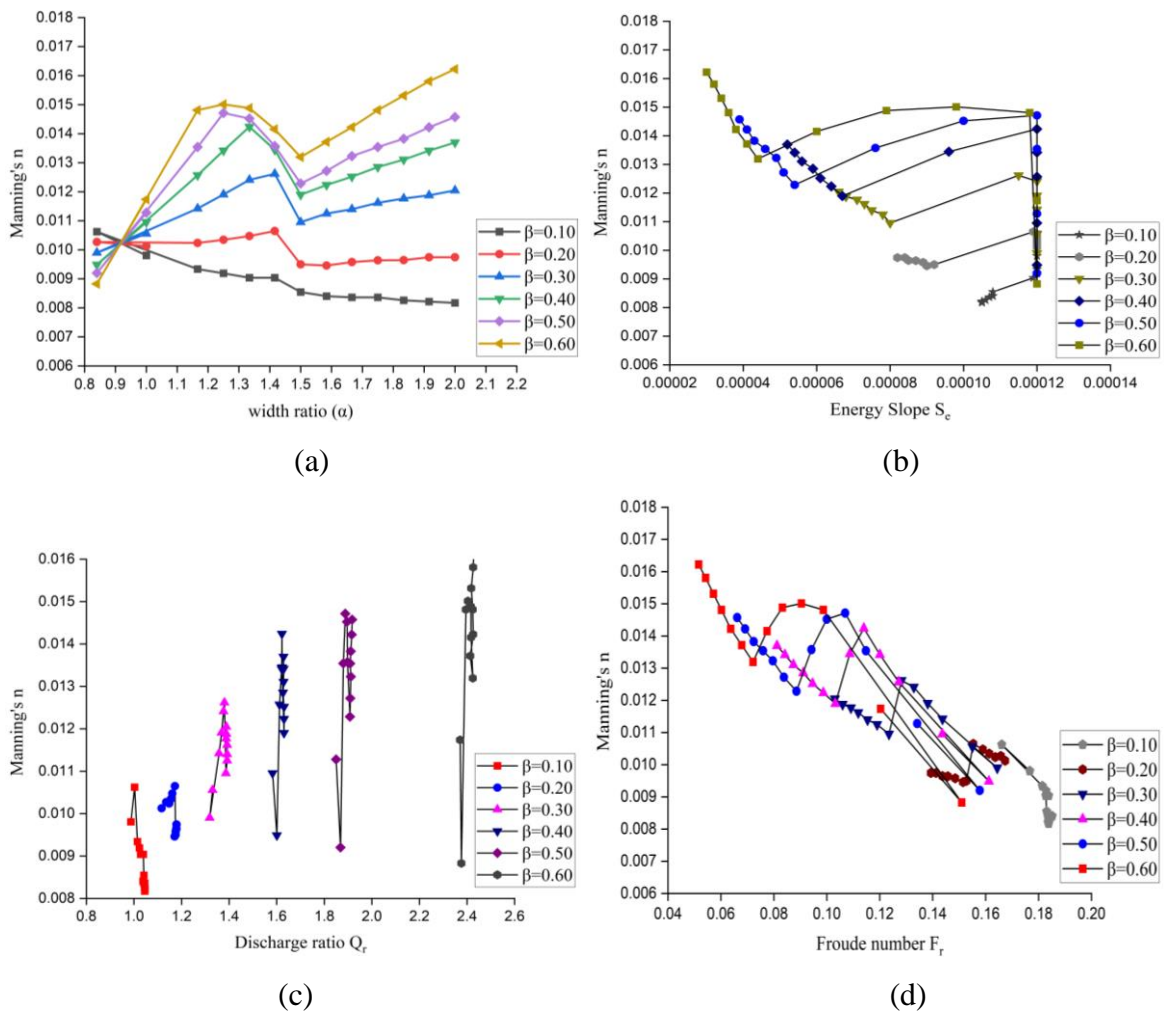 0.018
0.017
0.016
0.015
0.014
0.013
0.012
0.011
0.010
0.009
0.008
0.007
0.006
Manning's n
β=0.10
β=0.20
β=0.30
β=0.40
β=0.50
β=0.60
0.8 0.9 1.0 1.1 1.2 1.3 1.4 1.5 1.6 1.7 1.8 1.9 2.0 2.1 2.2
width ratio (α)
(a)
0.018
0.017
0.016
0.015
0.014
0.013
0.012
0.011
0.010
0.009
0.008
0.007
0.006
Manning's n
β=0.10
β=0.20
β=0.30
β=0.40
β=0.50
β=0.60
0.00002 0.00004 0.00006 0.00008 0.00010 0.00012 0.00014
Energy Slope Sₑ
(b)
0.016
0.015
0.014
0.013
0.012
0.011
0.010
0.009
0.008
Manning's n
β=0.10
β=0.20
β=0.30
β=0.40
β=0.50
β=0.60
0.8 1.0 1.2 1.4 1.6 1.8 2.0 2.2 2.4 2.6
Discharge ratio Qᵣ
(c)
0.018
0.017
0.016
0.015
0.014
0.013
0.012
0.011
0.010
0.009
0.008
0.007
0.006
Manning's n
β=0.10
β=0.20
β=0.30
β=0.40
β=0.50
β=0.60
0.04 0.06 0.08 0.10 0.12 0.14 0.16 0.18 0.20
Froude number Fᵣ
(d)